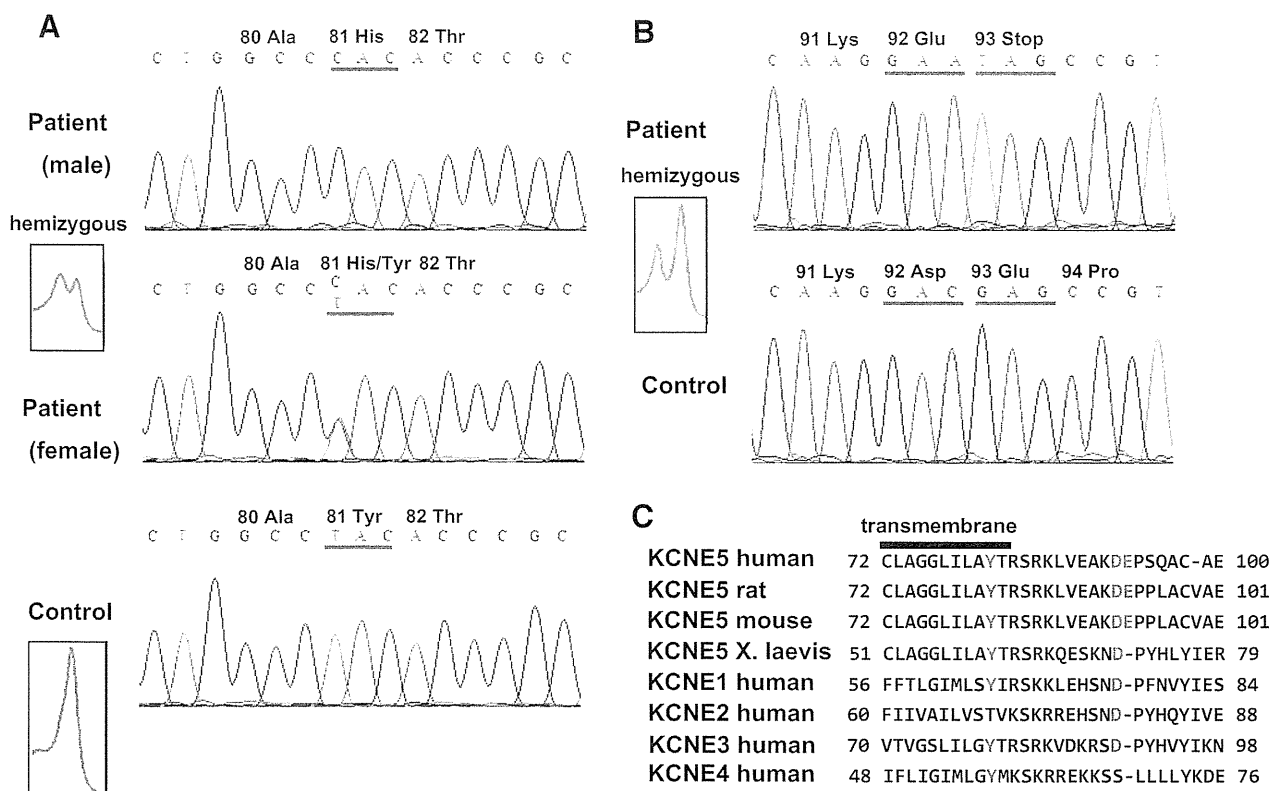 A
80 Ala 81 His 82 Thr
C T G G C C C A C A C C C G C
Patient
(male)
hemizygous
80 Ala 81 His/Tyr 82 Thr
C T G G C C C A C A C C C G C
T
Patient
(female)
80 Ala 81 Tyr 82 Thr
C T G G C C T A C A C C C G C
Control
B
91 Lys 92 Glu 93 Stop
C A A G G A A T A G C C G T
Patient
hemizygous
91 Lys 92 Asp 93 Glu 94 Pro
C A A G G A C G A G C C G T
Control
C
transmembrane
KCNE5 human 72 CLAGGLILAYTRSRKLVEAKDEPSQAC-AE 100
KCNE5 rat 72 CLAGGLILAYTRSRKLVEAKDEPPLACVAE 101
KCNE5 mouse 72 CLAGGLILAYTRSRKLVEAKDEPPLACVAE 101
KCNE5 X. laevis 51 CLAGGLILAYTRSRKQESKND-PYHLYIER 79
KCNE1 human 56 FFTLGIMLSYIRSKKLEHSND-PFNVYIES 84
KCNE2 human 60 FIIVAILVSTVKSKRREHSND-PYHQYIVE 88
KCNE3 human 70 VTVGSLILGYTRSRKVDKRSD-PYHVYIKN 98
KCNE4 human 48 IFLIGIMLGYMKSKRREKKSS-LLLLYKDE 76